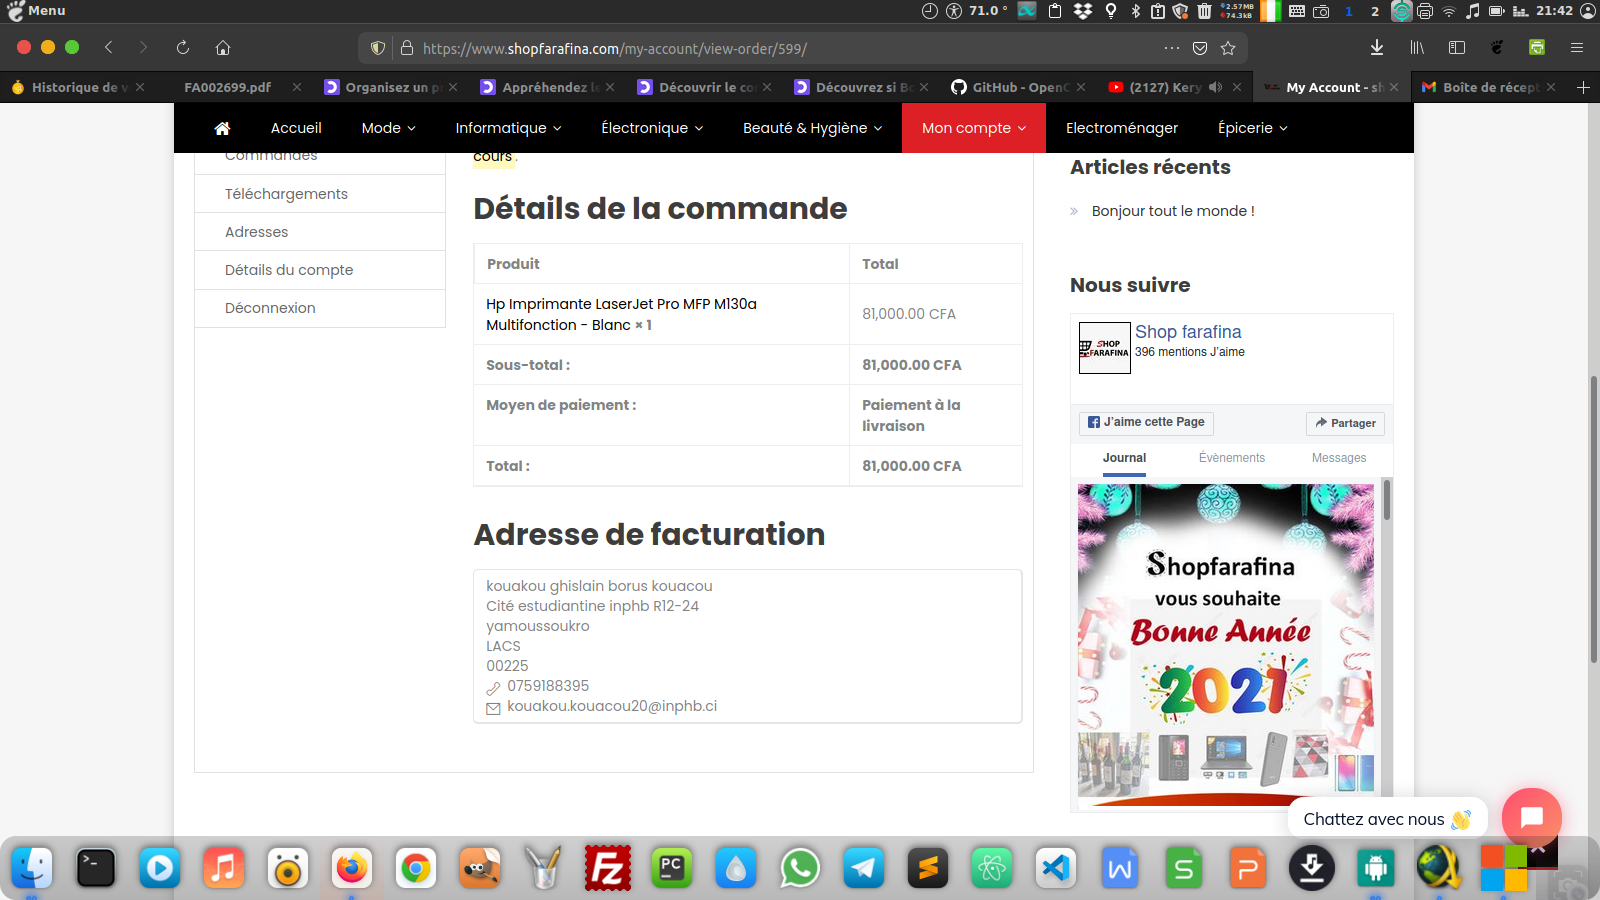 Menu
71.0 °
2.57MB
74.3kB
1
2
21:42
https://www.shopfarafina.com/my-account/view-order/599/
Historique de v
FA002699.pdf
Organisez un p
Appréhendez le
Découvrir le co
Découvrez si Bo
GitHub - OpenC
(2127) Kery
My Account - sh
Boîte de récept
Accueil
Mode
Informatique
Électronique
Beauté & Hygiène
Mon compte
Electroménager
Épicerie
Commandes
Téléchargements
Adresses
Détails du compte
Déconnexion
cours.
Détails de la commande
Produit
Total
Hp Imprimante LaserJet Pro MFP M130a
Multifonction - Blanc × 1
81,000.00 CFA
Sous-total :
81,000.00 CFA
Moyen de paiement :
Paiement à la
livraison
Total :
81,000.00 CFA
Adresse de facturation
kouakou ghislain borus kouacou
Cité estudiantine inphb R12-24
yamoussoukro
LACS
00225
0759188395
kouakou.kouacou20@inphb.ci
Articles récents
» Bonjour tout le monde !
Nous suivre
SHOP
FARAFINA
Shop farafina
396 mentions J'aime
J'aime cette Page
Partager
Journal
Évènements
Messages
Shopfarafina
vous souhaite
Bonne Année
2021
Chattez avec nous 👋
>_
Fz
PC
W
S
P